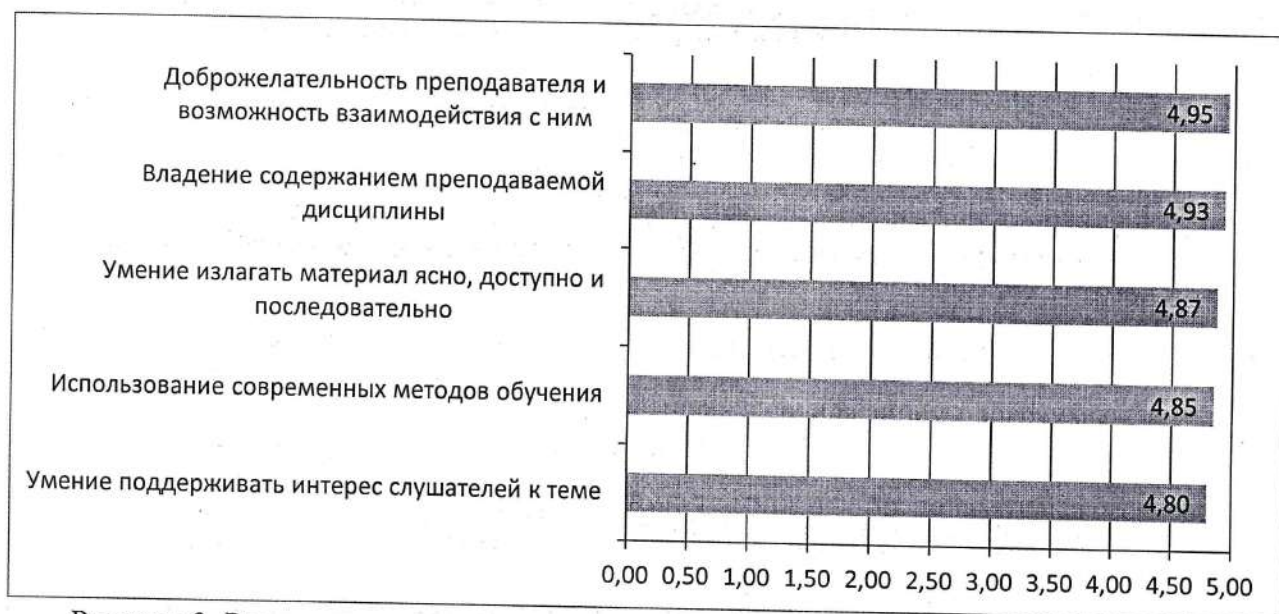 Доброжелательность преподавателя и
возможность взаимодействия с ним
4,95
Владение содержанием преподаваемой
дисциплины
4,93
Умение излагать материал ясно, доступно и
последовательно
4,87
Использование современных методов обучения
4,85
Умение поддерживать интерес слушателей к теме
4,80
0,00 0,50 1,00 1,50 2,00 2,50 3,00 3,50 4,00 4,50 5,00